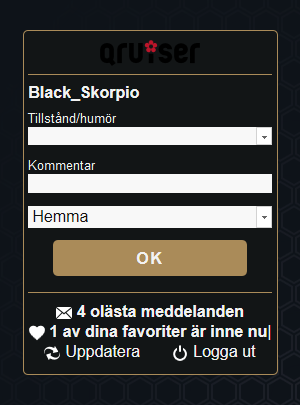 qruiser
Black_Skorpio
Tillstånd/humör
Kommentar
Hemma
OK
4 olästa meddelanden
1 av dina favoriter är inne nu|
Uppdatera Logga ut